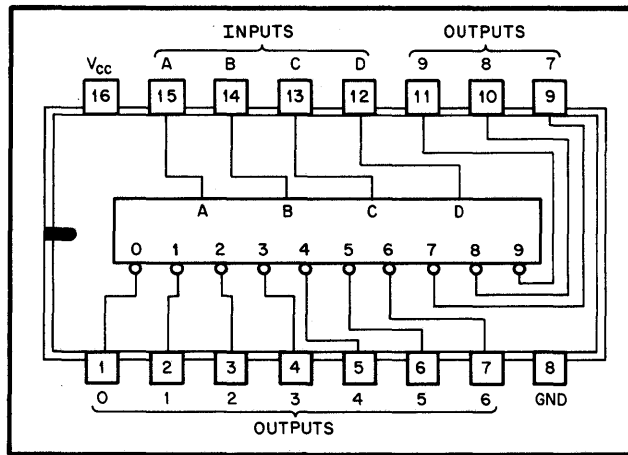 INPUTS OUTPUTS
VCC A B C D 9 8 7
16 15 14 13 12 11 10 9
A B C D
0 1 2 3 4 5 6 7 8 9
1 2 3 4 5 6 7 8
0 1 2 3 4 5 6 GND
OUTPUTS